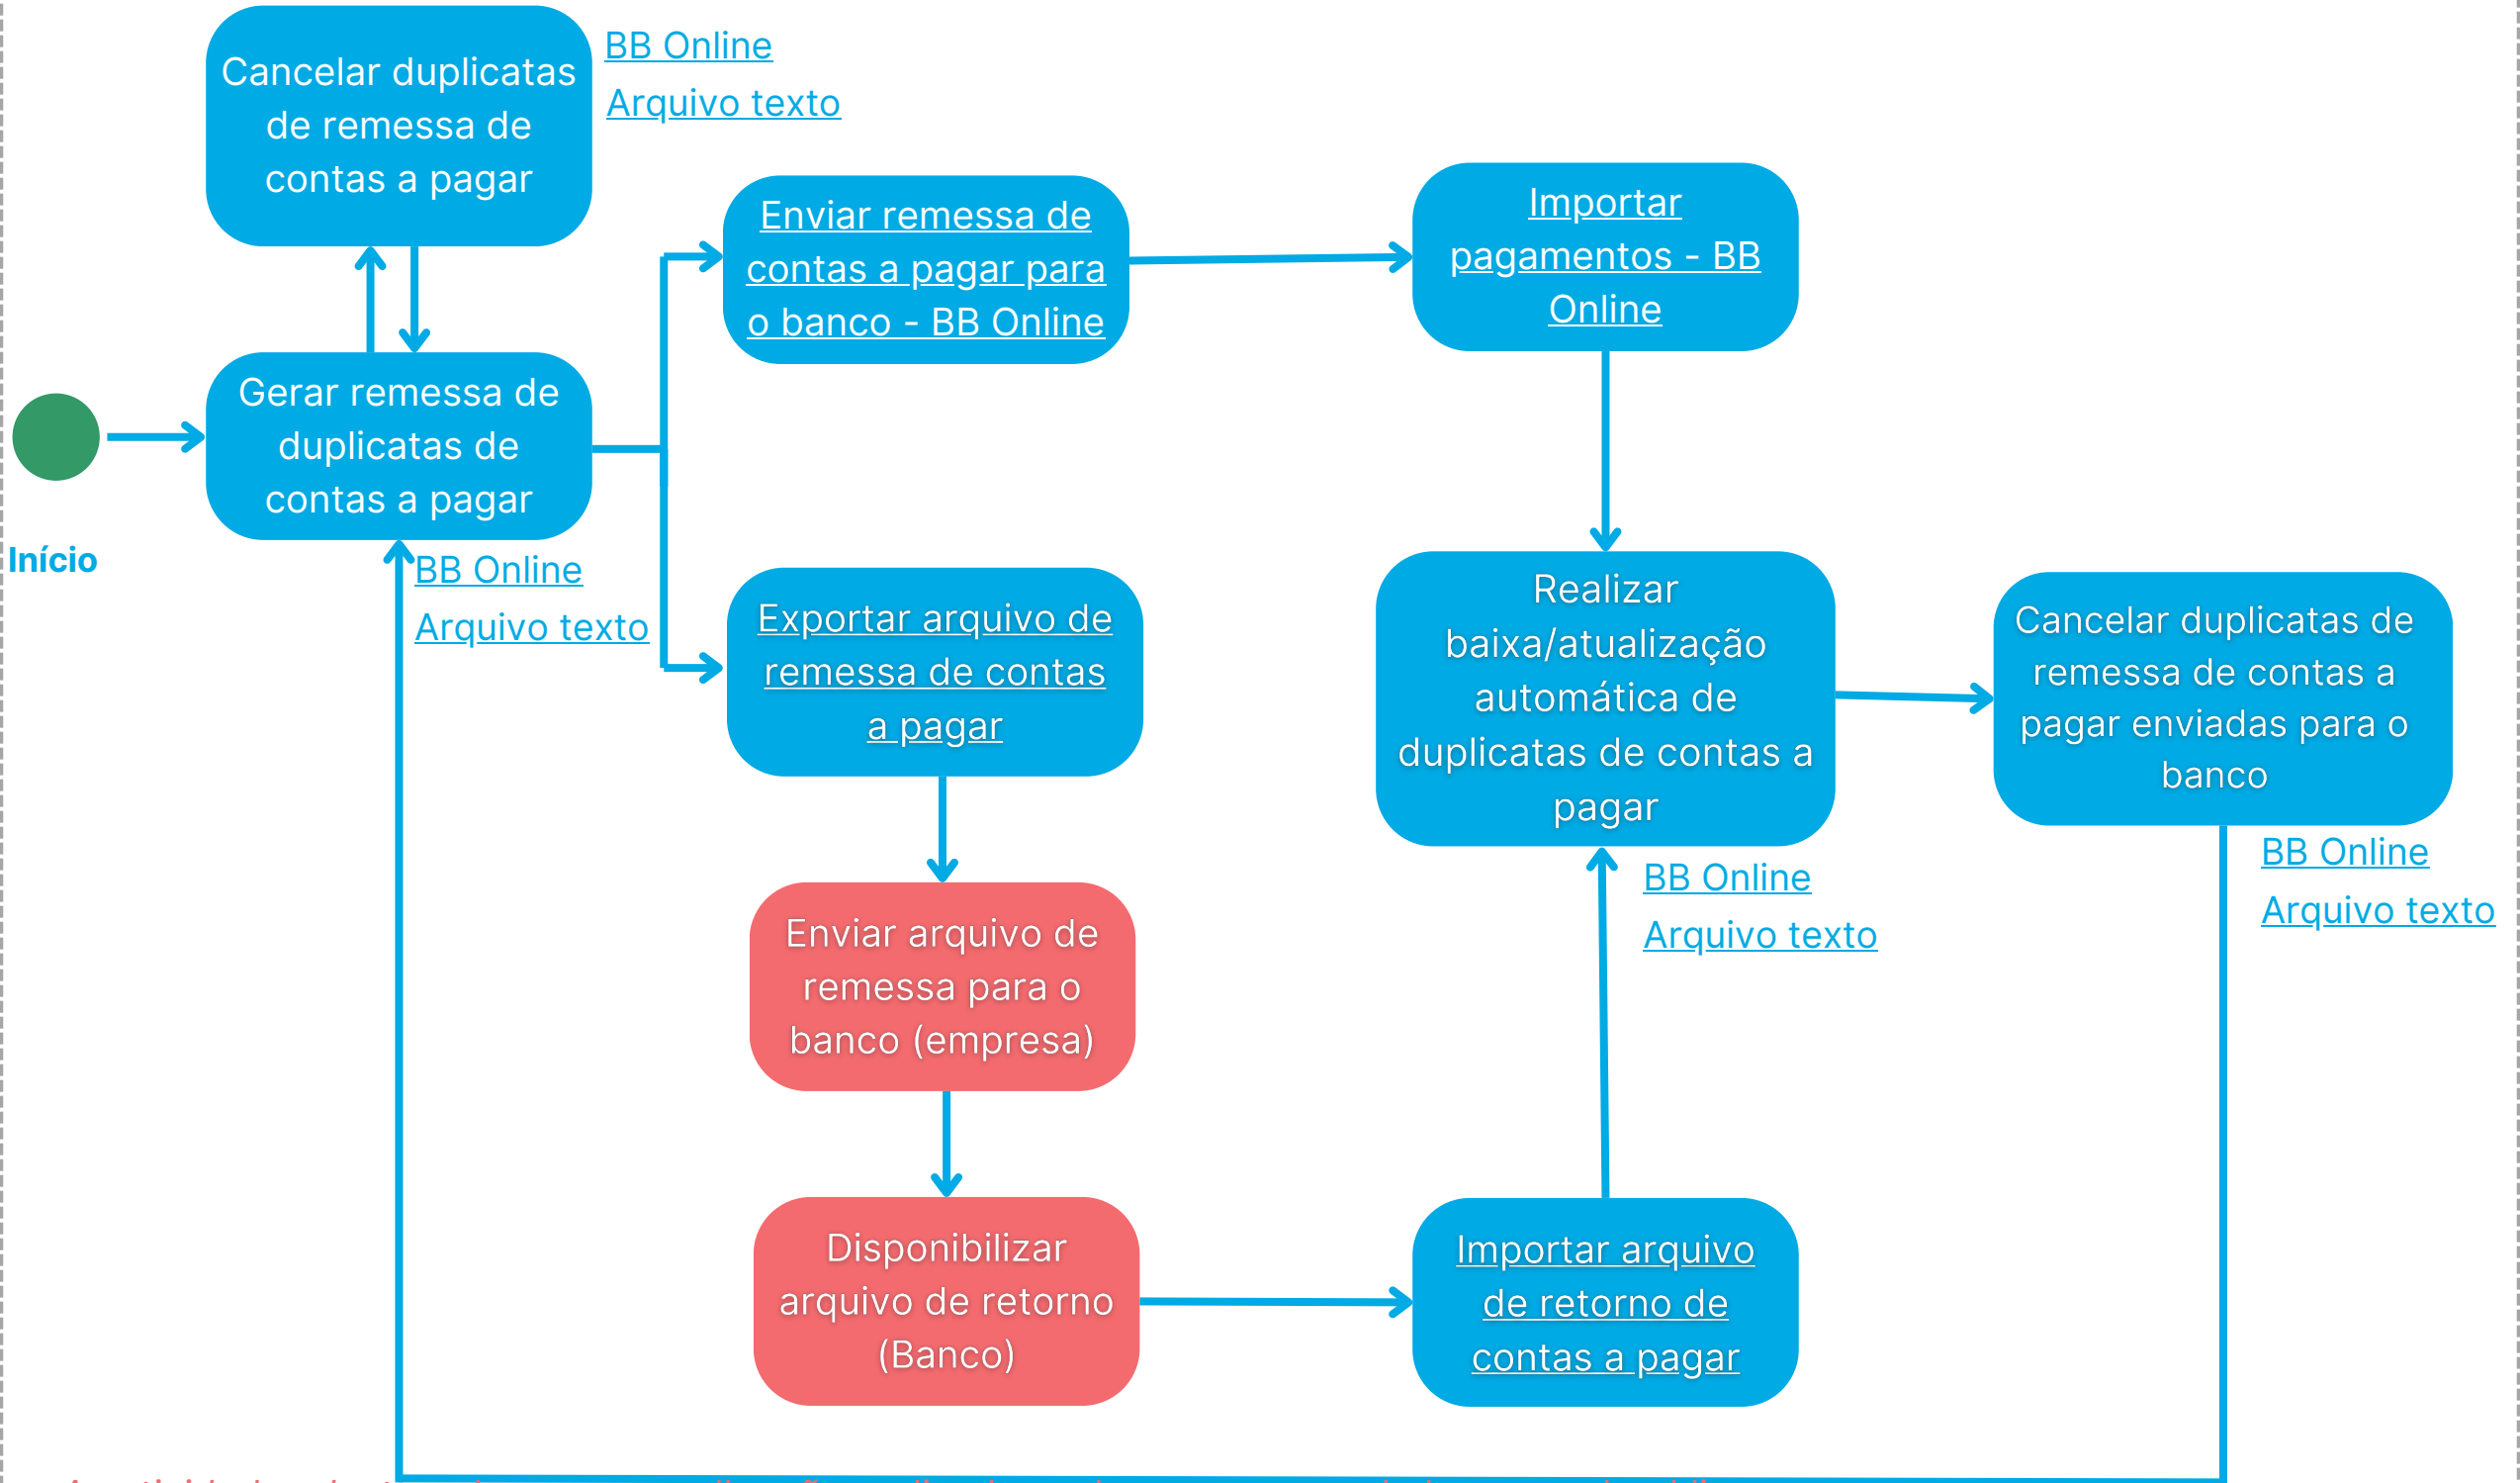 Cancelar duplicatas
de remessa de
contas a pagar
BB Online
Arquivo texto
Enviar remessa de
contas a pagar para
o banco - BB Online
Importar
pagamentos - BB
Online
Gerar remessa de
duplicatas de
contas a pagar
Início
BB Online
Arquivo texto
Exportar arquivo de
remessa de contas
a pagar
Realizar
baixa/atualização
automática de
duplicatas de contas a
pagar
Cancelar duplicatas de
remessa de contas a
pagar enviadas para o
banco
BB Online
Arquivo texto
BB Online
Arquivo texto
Enviar arquivo de
remessa para o
banco (empresa)
Disponibilizar
arquivo de retorno
(Banco)
Importar arquivo
de retorno de
contas a pagar